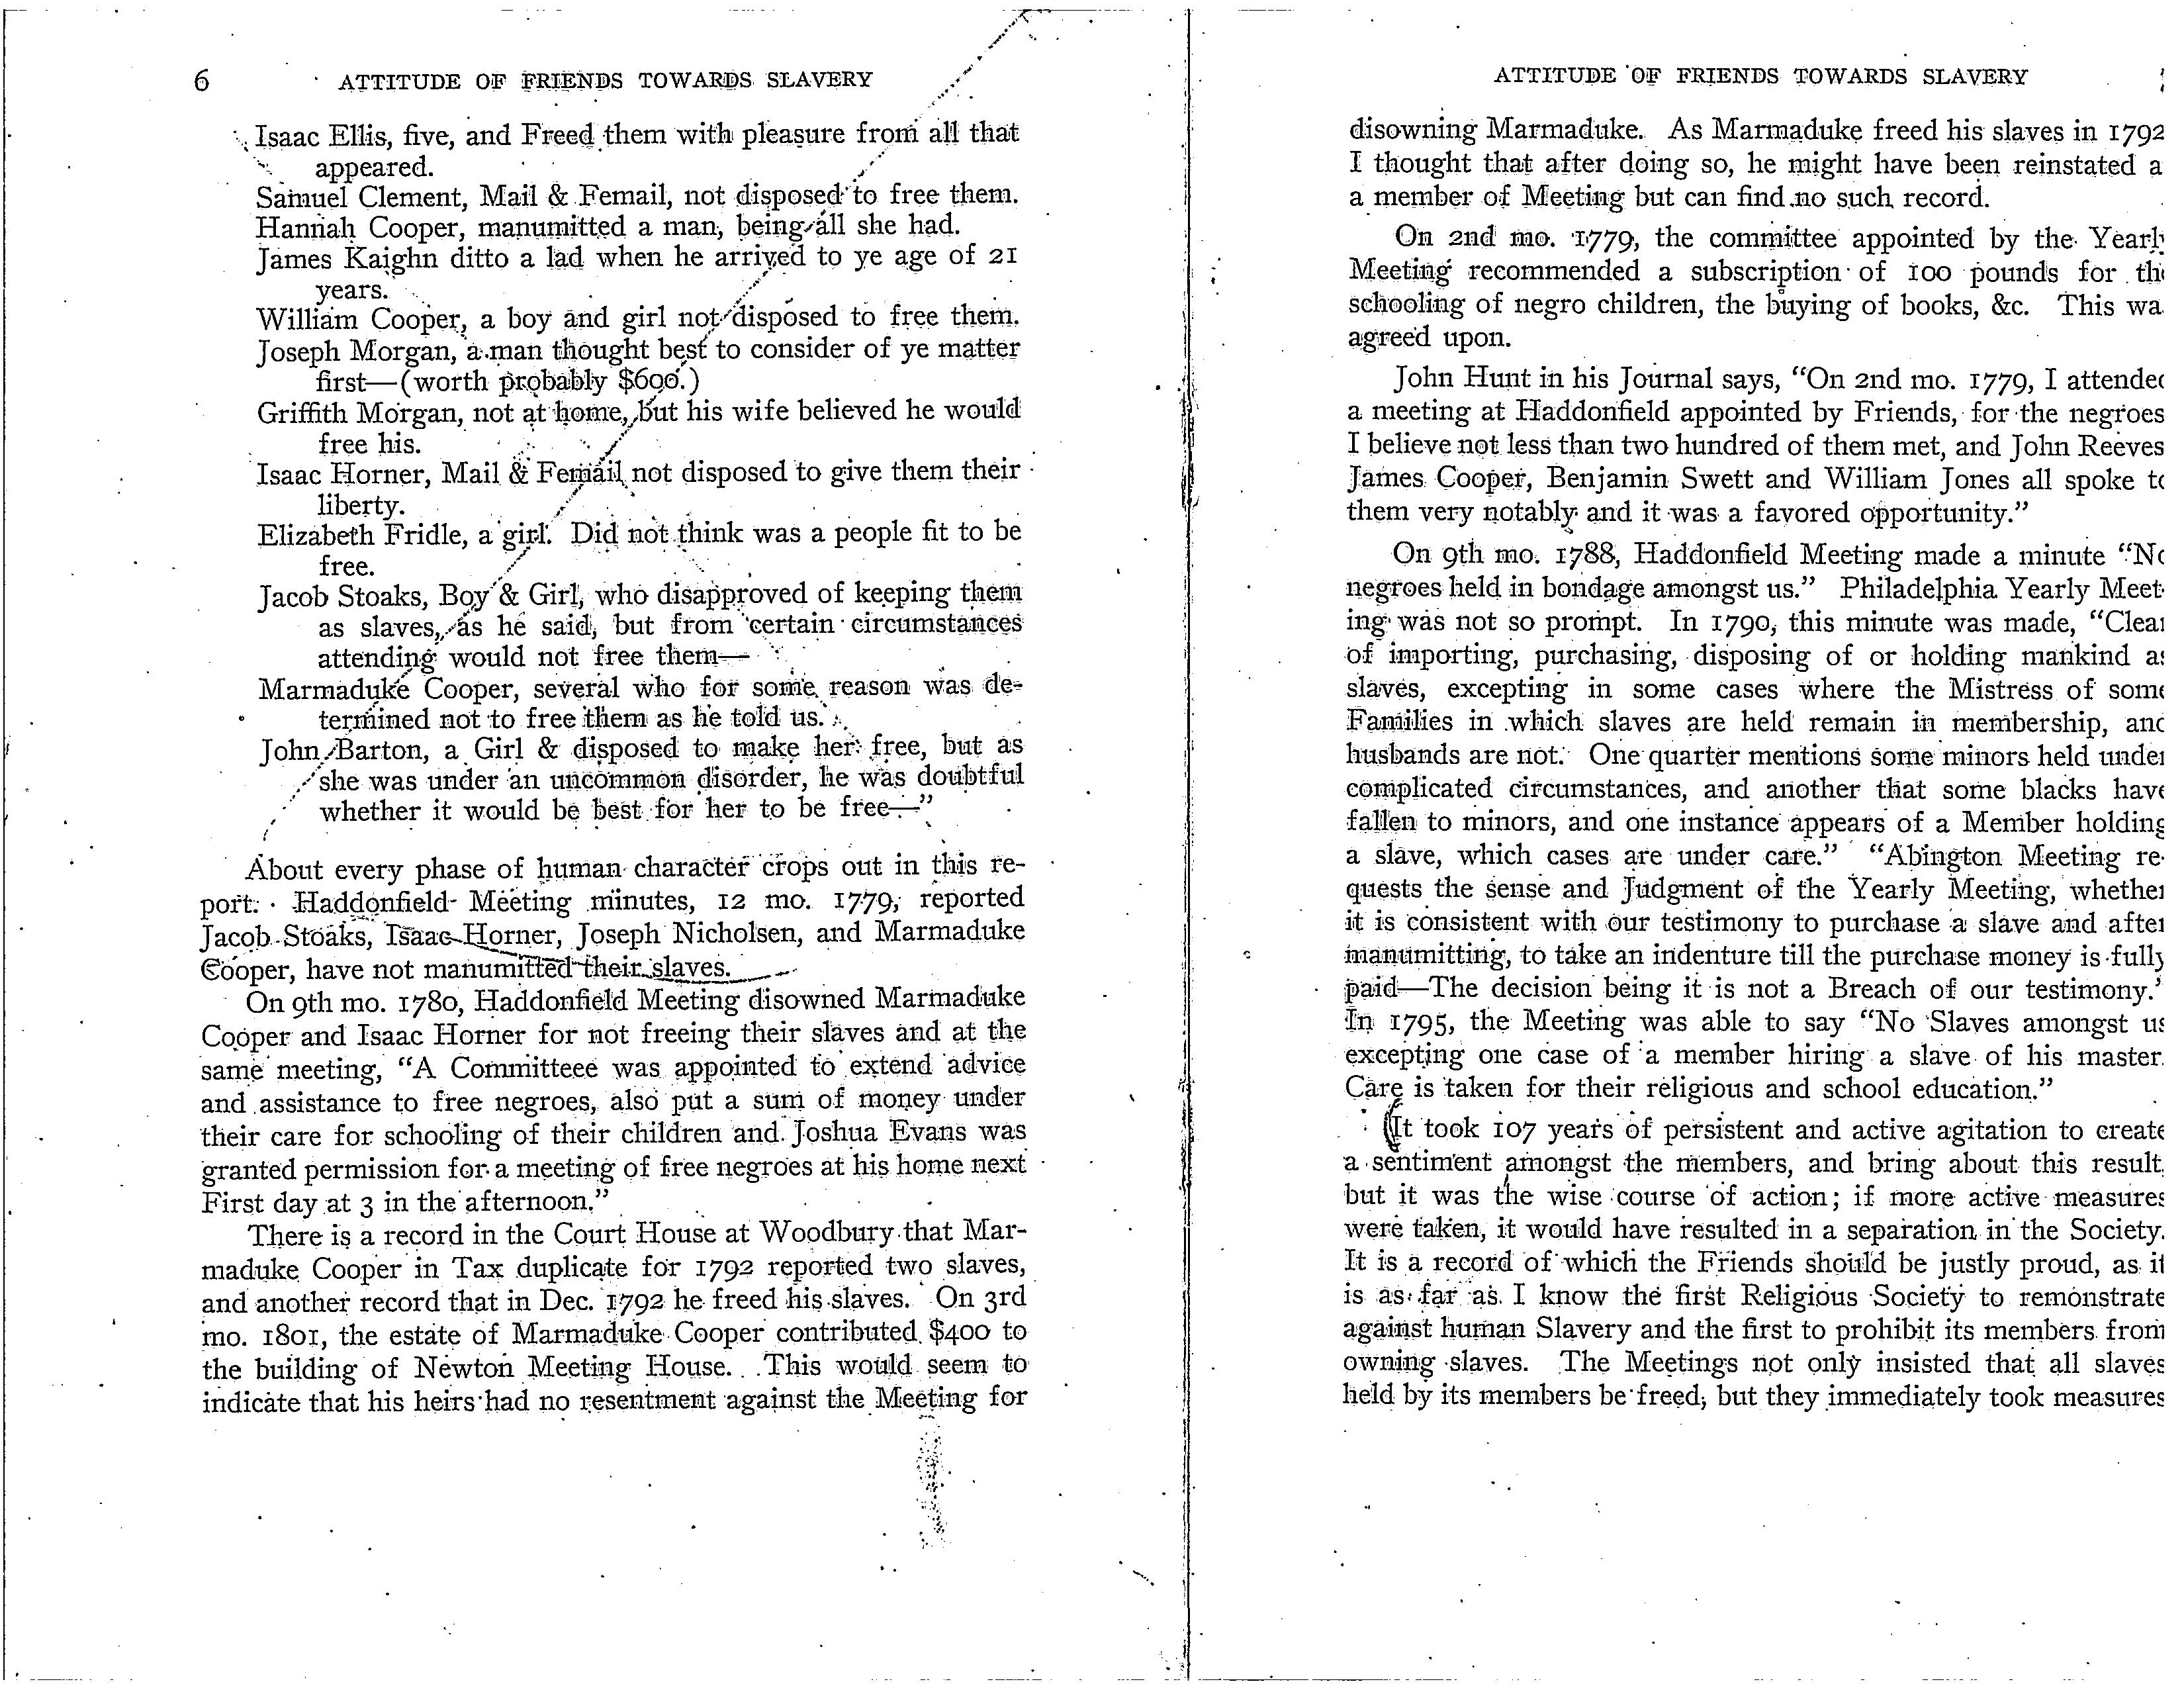 6 ATTITUDE OF FRIENDS TOWARDS SLAVERY
Isaac Ellis, five, and Freed them with pleasure from all that
appeared.
Samuel Clement, Mail & Femail, not disposed to free them.
Hannah Cooper, manumitted a man, being all she had.
James Kaighn ditto a lad when he arrived to ye age of 21
years.
William Cooper, a boy and girl not disposed to free them.
Joseph Morgan, a man thought best to consider of ye matter
first—(worth probably $600.)
Griffith Morgan, not at home, but his wife believed he would
free his.
Isaac Horner, Mail & Femail not disposed to give them their
liberty.
Elizabeth Fridle, a girl. Did not think was a people fit to be
free.
Jacob Stoaks, Boy & Girl, who disapproved of keeping them
as slaves, as he said, but from certain circumstances
attending would not free them—
Marmaduke Cooper, several who for some reason was de-
termined not to free them as he told us.
John Barton, a Girl & disposed to make her free, but as
she was under an uncommon disorder, he was doubtful
whether it would be best for her to be free—"
About every phase of human character crops out in this re-
port. Haddonfield Meeting minutes, 12 mo. 1779, reported
Jacob Stoaks, Isaac Horner, Joseph Nicholsen, and Marmaduke
Cooper, have not manumitted their slaves.
On 9th mo. 1780, Haddonfield Meeting disowned Marmaduke
Cooper and Isaac Horner for not freeing their slaves and at the
same meeting, "A Committeee was appointed to extend advice
and assistance to free negroes, also put a sum of money under
their care for schooling of their children and Joshua Evans was
granted permission for a meeting of free negroes at his home next
First day at 3 in the afternoon."
There is a record in the Court House at Woodbury that Mar-
maduke Cooper in Tax duplicate for 1792 reported two slaves,
and another record that in Dec. 1792 he freed his slaves. On 3rd
mo. 1801, the estate of Marmaduke Cooper contributed $400 to
the building of Newton Meeting House. This would seem to
indicate that his heirs had no resentment against the Meeting for
ATTITUDE OF FRIENDS TOWARDS SLAVERY
disowning Marmaduke. As Marmaduke freed his slaves in 1792
I thought that after doing so, he might have been reinstated a
a member of Meeting but can find no such record.
On 2nd mo. 1779, the committee appointed by the Yearl
Meeting recommended a subscription of 100 pounds for th
schooling of negro children, the buying of books, &c. This wa
agreed upon.
John Hunt in his Journal says, "On 2nd mo. 1779, I attended
a meeting at Haddonfield appointed by Friends, for the negroes
I believe not less than two hundred of them met, and John Reeves
James Cooper, Benjamin Swett and William Jones all spoke to
them very notably and it was a favored opportunity."
On 9th mo. 1788, Haddonfield Meeting made a minute "No
negroes held in bondage amongst us." Philadelphia Yearly Meet-
ing was not so prompt. In 1790, this minute was made, "Clear
of importing, purchasing, disposing of or holding mankind as
slaves, excepting in some cases where the Mistress of some
Families in which slaves are held remain in membership, and
husbands are not. One quarter mentions some minors held under
complicated circumstances, and another that some blacks have
fallen to minors, and one instance appears of a Member holding
a slave, which cases are under care." "Abington Meeting re-
quests the sense and Judgment of the Yearly Meeting, whether
it is consistent with our testimony to purchase a slave and after
manumitting, to take an indenture till the purchase money is fully
paid—The decision being it is not a Breach of our testimony."
In 1795, the Meeting was able to say "No Slaves amongst us
excepting one case of a member hiring a slave of his master.
Care is taken for their religious and school education."
(It took 107 years of persistent and active agitation to create
a sentiment amongst the members, and bring about this result,
but it was the wise course of action; if more active measures
were taken, it would have resulted in a separation in the Society.
It is a record of which the Friends should be justly proud, as it
is as far as I know the first Religious Society to remonstrate
against human Slavery and the first to prohibit its members from
owning slaves. The Meetings not only insisted that all slaves
held by its members be freed, but they immediately took measures